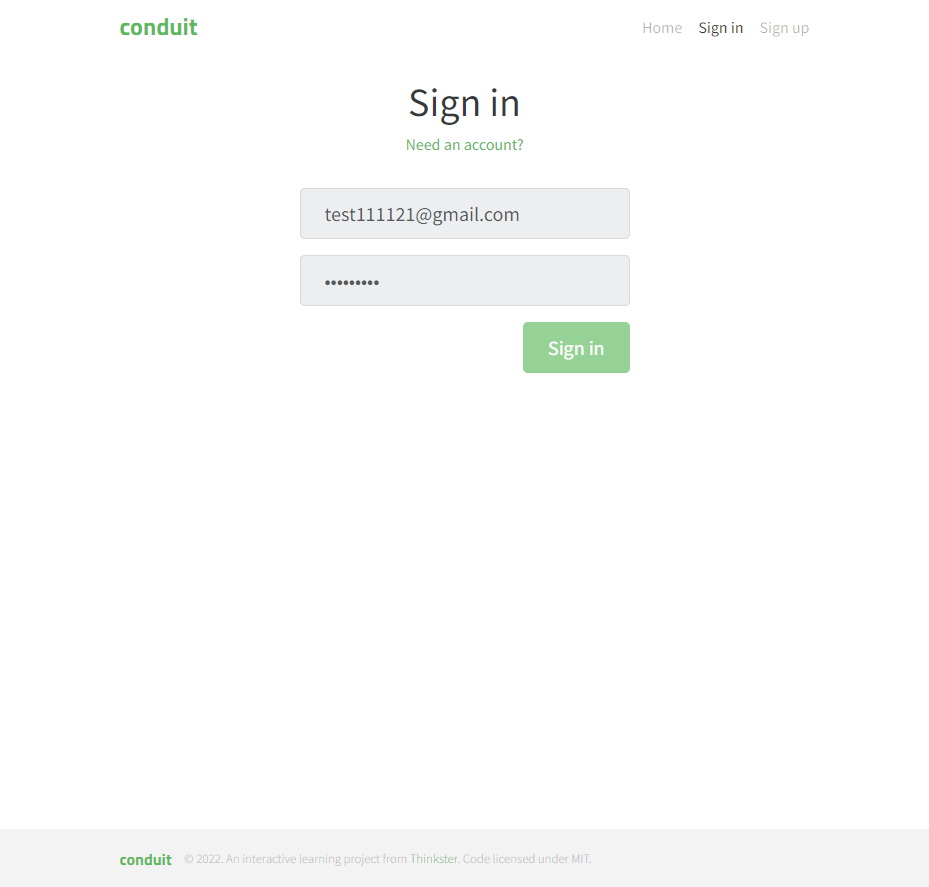 conduit Home Sign in Sign up
Sign in
Need an account?
test111121@gmail.com
•••••••••
Sign in
conduit © 2022. An interactive learning project from Thinkster. Code licensed under MIT.